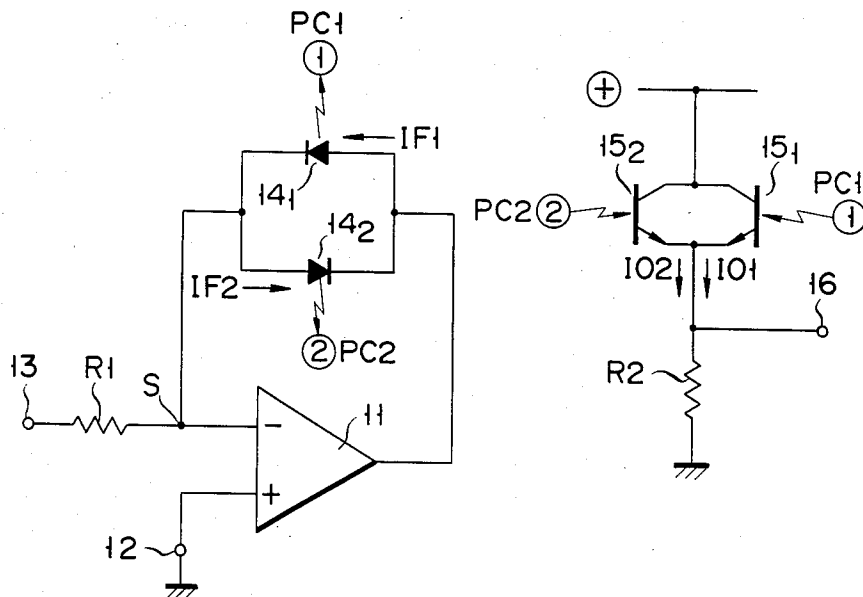 PC1
1
IF1
14₁
14₂
IF2
2 PC2
13
R1
S
−
+
11
12
+
15₂
15₁
PC2 2
PC1
1
IO2
IO1
16
R2